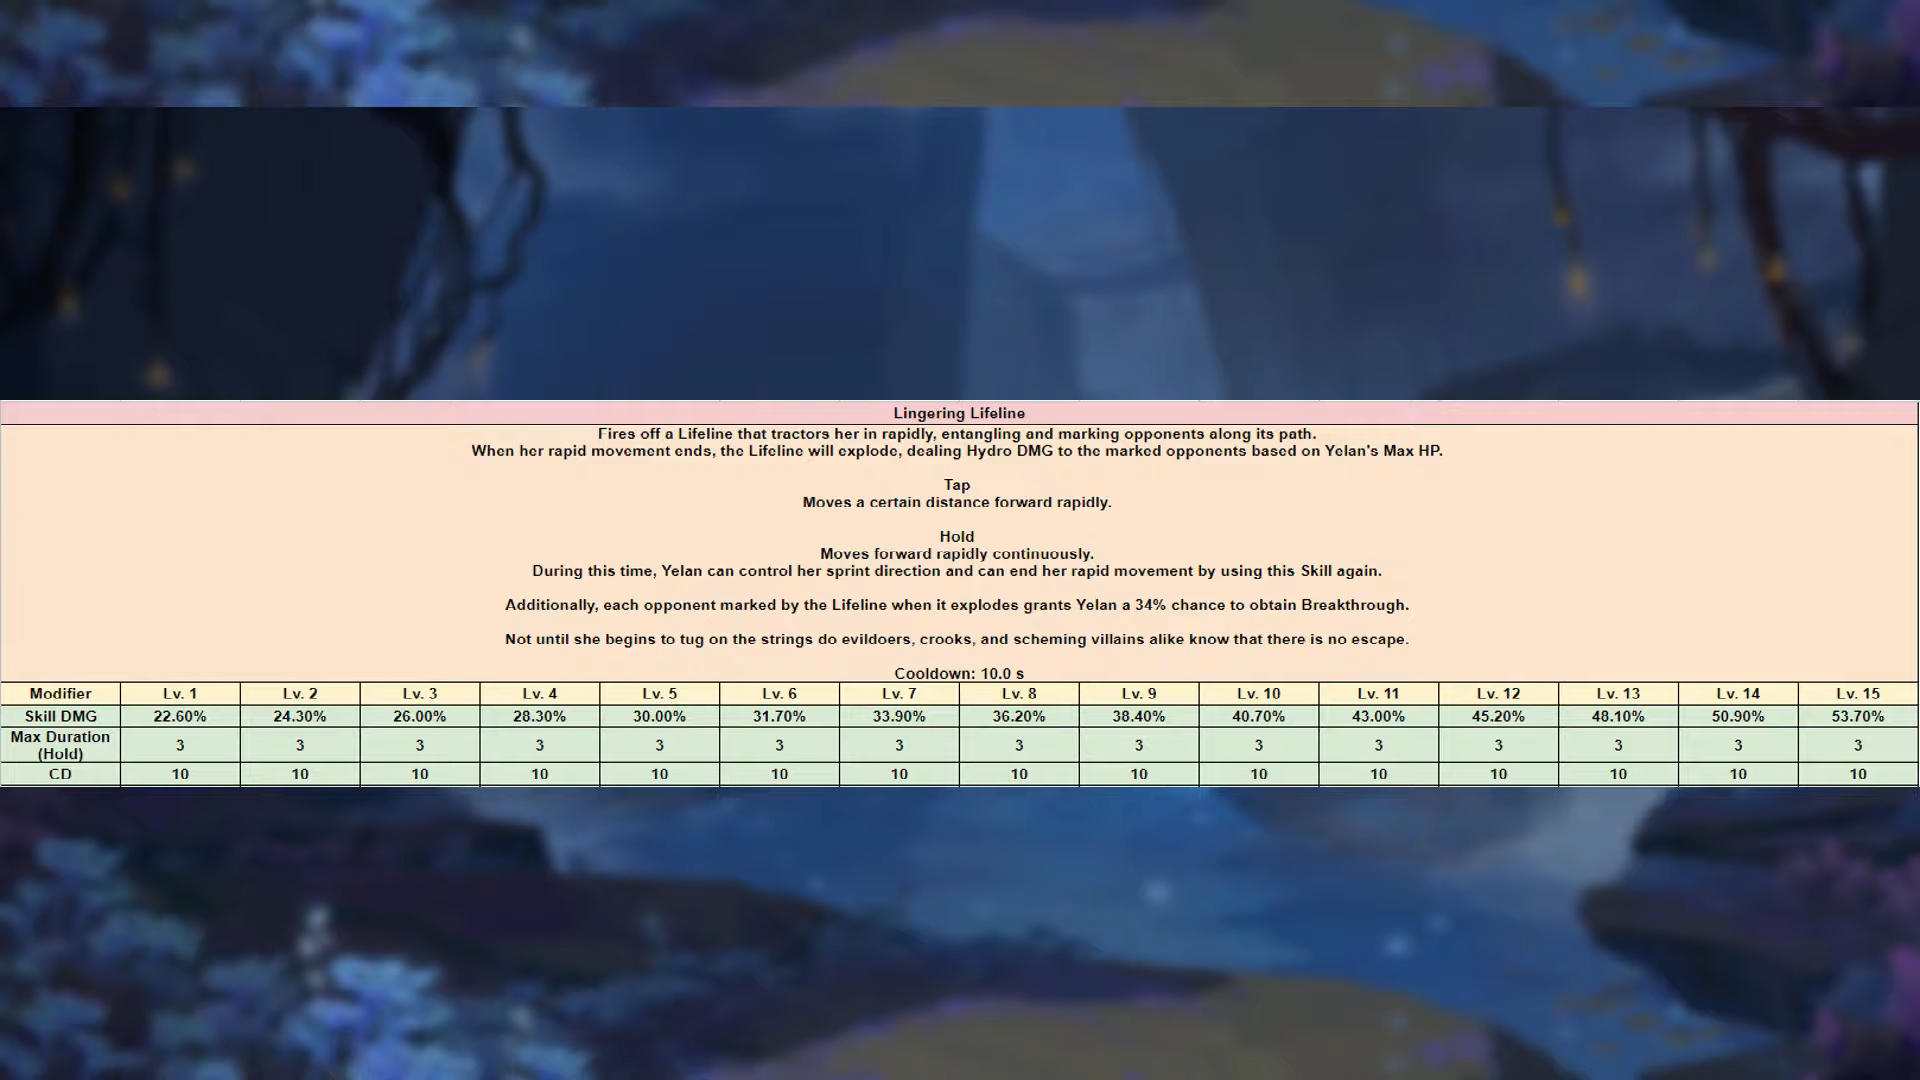 Lingering Lifeline
Fires off a Lifeline that tractors her in rapidly, entangling and marking opponents along its path.
When her rapid movement ends, the Lifeline will explode, dealing Hydro DMG to the marked opponents based on Yelan's Max HP.
Tap
Moves a certain distance forward rapidly.
Hold
Moves forward rapidly continuously.
During this time, Yelan can control her sprint direction and can end her rapid movement by using this Skill again.
Additionally, each opponent marked by the Lifeline when it explodes grants Yelan a 34% chance to obtain Breakthrough.
Not until she begins to tug on the strings do evildoers, crooks, and scheming villains alike know that there is no escape.
Cooldown: 10.0 s
Modifier Lv. 1 Lv. 2 Lv. 3 Lv. 4 Lv. 5 Lv. 6 Lv. 7 Lv. 8 Lv. 9 Lv. 10 Lv. 11 Lv. 12 Lv. 13 Lv. 14 Lv. 15
Skill DMG 22.60% 24.30% 26.00% 28.30% 30.00% 31.70% 33.90% 36.20% 38.40% 40.70% 43.00% 45.20% 48.10% 50.90% 53.70%
Max Duration
(Hold) 3 3 3 3 3 3 3 3 3 3 3 3 3 3 3
CD 10 10 10 10 10 10 10 10 10 10 10 10 10 10 10